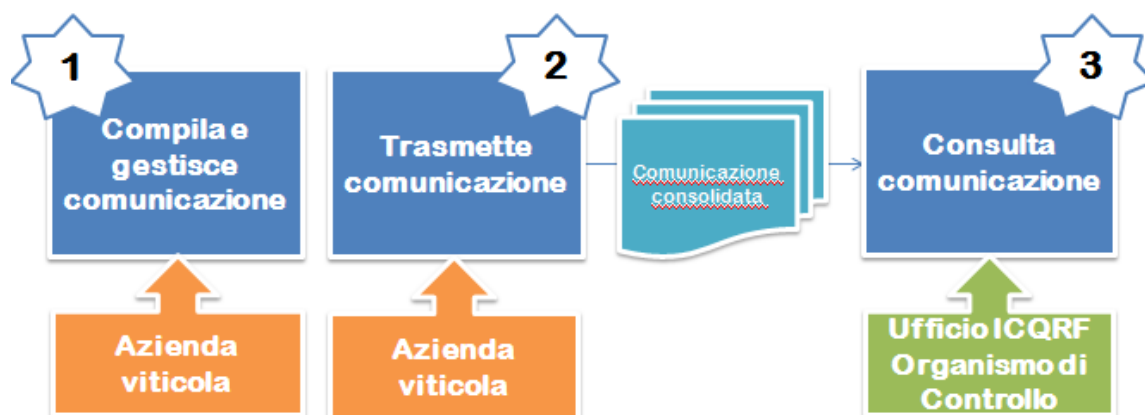 1
Compila e
gestisce
comunicazione
2
Trasmette
comunicazione
Comunicazione
consolidata
3
Consulta
comunicazione
Azienda
viticola
Azienda
viticola
Ufficio ICQRF
Organismo di
Controllo